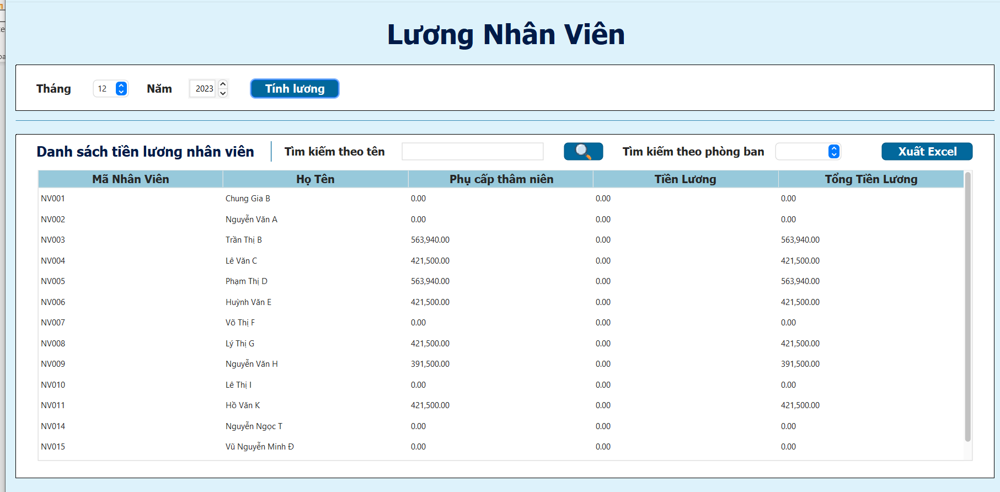 Lương Nhân Viên
Tháng 12 Năm 2023 Tính lương
Danh sách tiền lương nhân viên Tìm kiếm theo tên Tìm kiếm theo phòng ban Xuất Excel
Mã Nhân Viên Họ Tên Phụ cấp thâm niên Tiền Lương Tổng Tiền Lương
NV001 Chung Gia B 0.00 0.00 0.00
NV002 Nguyễn Văn A 0.00 0.00 0.00
NV003 Trần Thị B 563,940.00 0.00 563,940.00
NV004 Lê Văn C 421,500.00 0.00 421,500.00
NV005 Phạm Thị D 563,940.00 0.00 563,940.00
NV006 Huỳnh Văn E 421,500.00 0.00 421,500.00
NV007 Võ Thị F 0.00 0.00 0.00
NV008 Lý Thị G 421,500.00 0.00 421,500.00
NV009 Nguyễn Văn H 391,500.00 0.00 391,500.00
NV010 Lê Thị I 0.00 0.00 0.00
NV011 Hồ Văn K 421,500.00 0.00 421,500.00
NV014 Nguyễn Ngọc T 0.00 0.00 0.00
NV015 Vũ Nguyễn Minh Đ 0.00 0.00 0.00